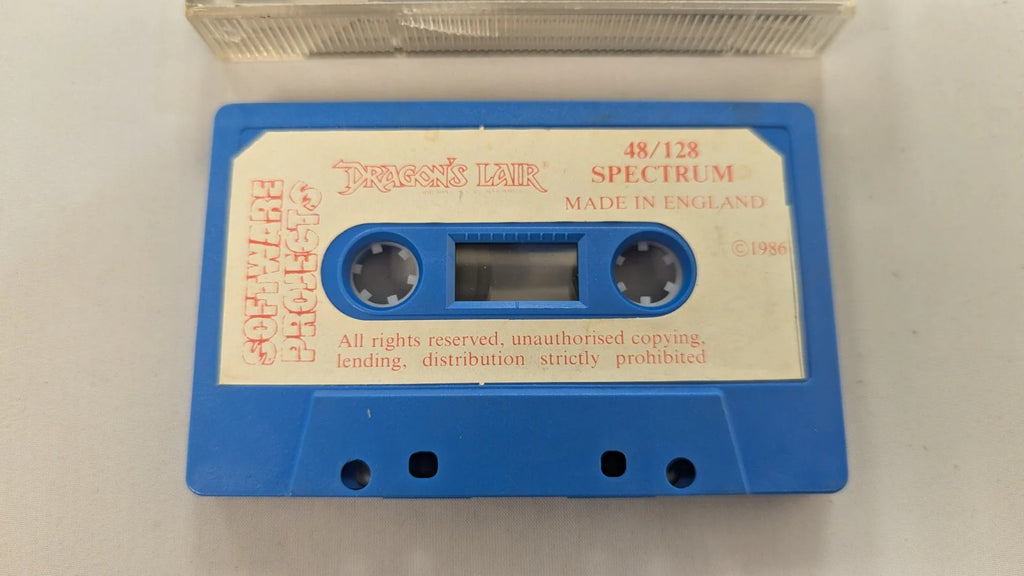 SOFTWARE
PROJECTS
DRAGON'S LAIR®
48/128
SPECTRUM
MADE IN ENGLAND
©1986
All rights reserved, unauthorised copying,
lending, distribution strictly prohibited